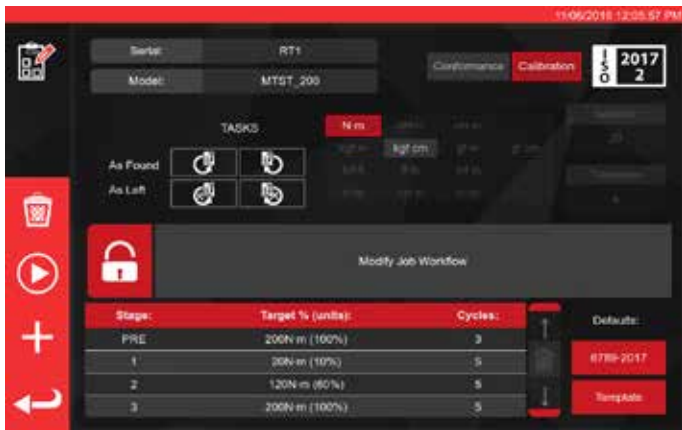 11/06/2018 12:05:57 PM
Serial: RT1
Model: MTST_200
Conformance Calibration
ISO 2017 2
TASKS
N·m
kgf·cm
As Found
As Left
Modify Job Workflow
Stage: Target % (units): Cycles:
PRE 200N·m (100%) 3
1 20N·m (10%) 5
2 120N·m (60%) 5
3 200N·m (100%) 5
Defaults:
6789-2017
Template